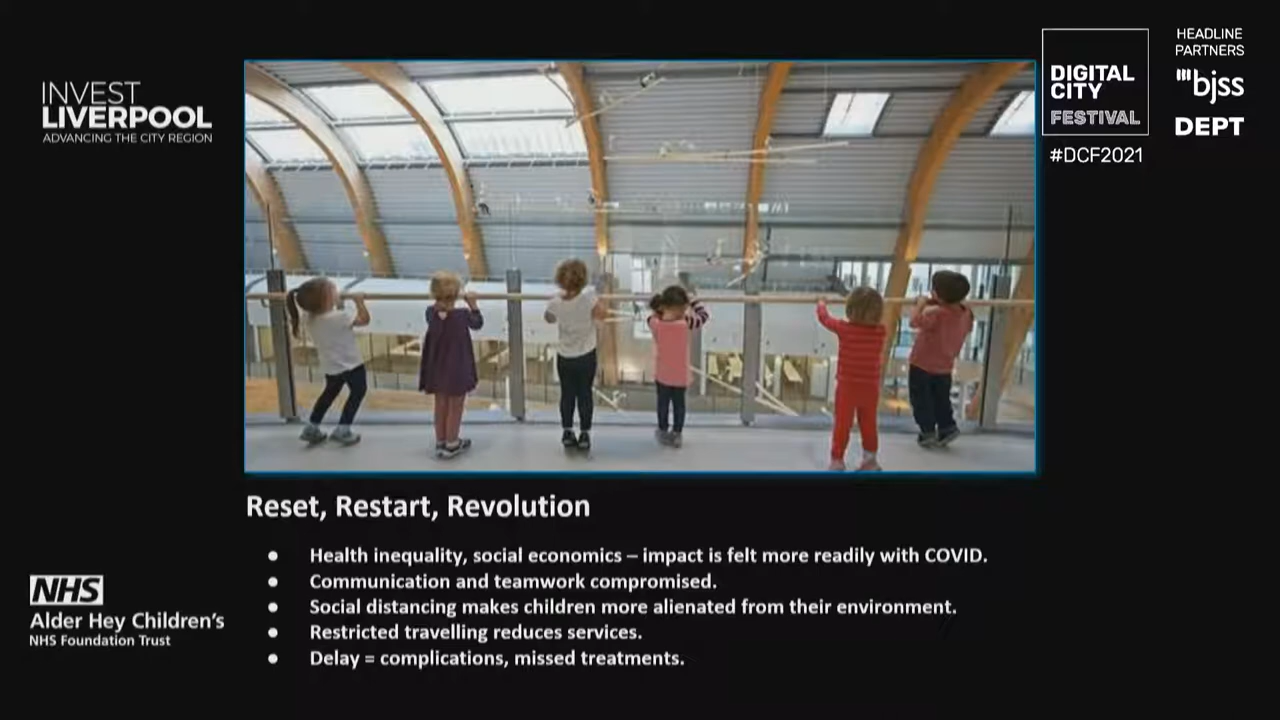 INVEST
LIVERPOOL
ADVANCING THE CITY REGION
DIGITAL
CITY
FESTIVAL
#DCF2021
HEADLINE
PARTNERS
bjss
DEPT
Reset, Restart, Revolution
● Health inequality, social economics – impact is felt more readily with COVID.
● Communication and teamwork compromised.
● Social distancing makes children more alienated from their environment.
● Restricted travelling reduces services.
● Delay = complications, missed treatments.
NHS
Alder Hey Children's
NHS Foundation Trust